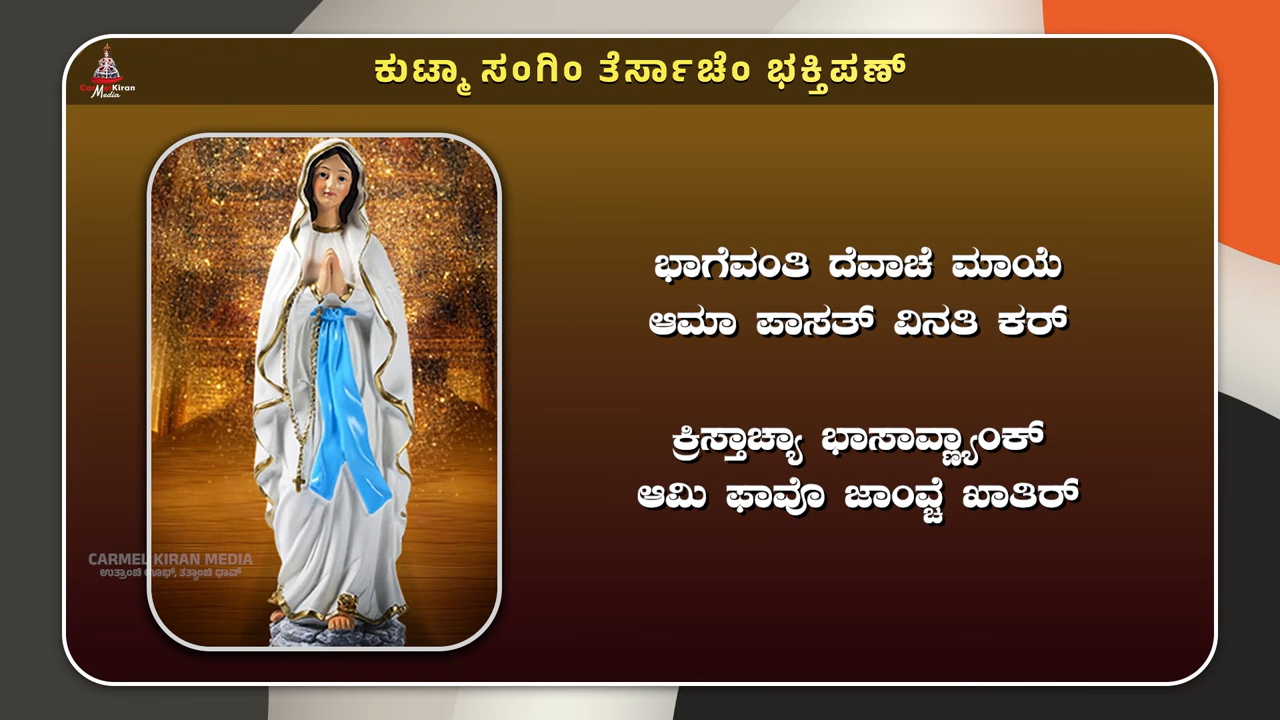 ಕುಟ್ಮಾ ಸಂಗಿಂ ತೆರ್ಸಾಚೆಂ ಭಕ್ತಿಪಣ್
Carmel Kiran
Media
ಭಾಗೆವಂತಿ ದೆವಾಚೆ ಮಾಯೆ
ಆಮಾ ಪಾಸತ್ ವಿನತಿ ಕರ್
ಕ್ರಿಸ್ತಾಚ್ಯಾ ಭಾಸಾವ್ಣ್ಯಾಂಕ್
ಆಮಿ ಫಾವೊ ಜಾಂವ್ಚೆ ಖಾತಿರ್
CARMEL KIRAN MEDIA